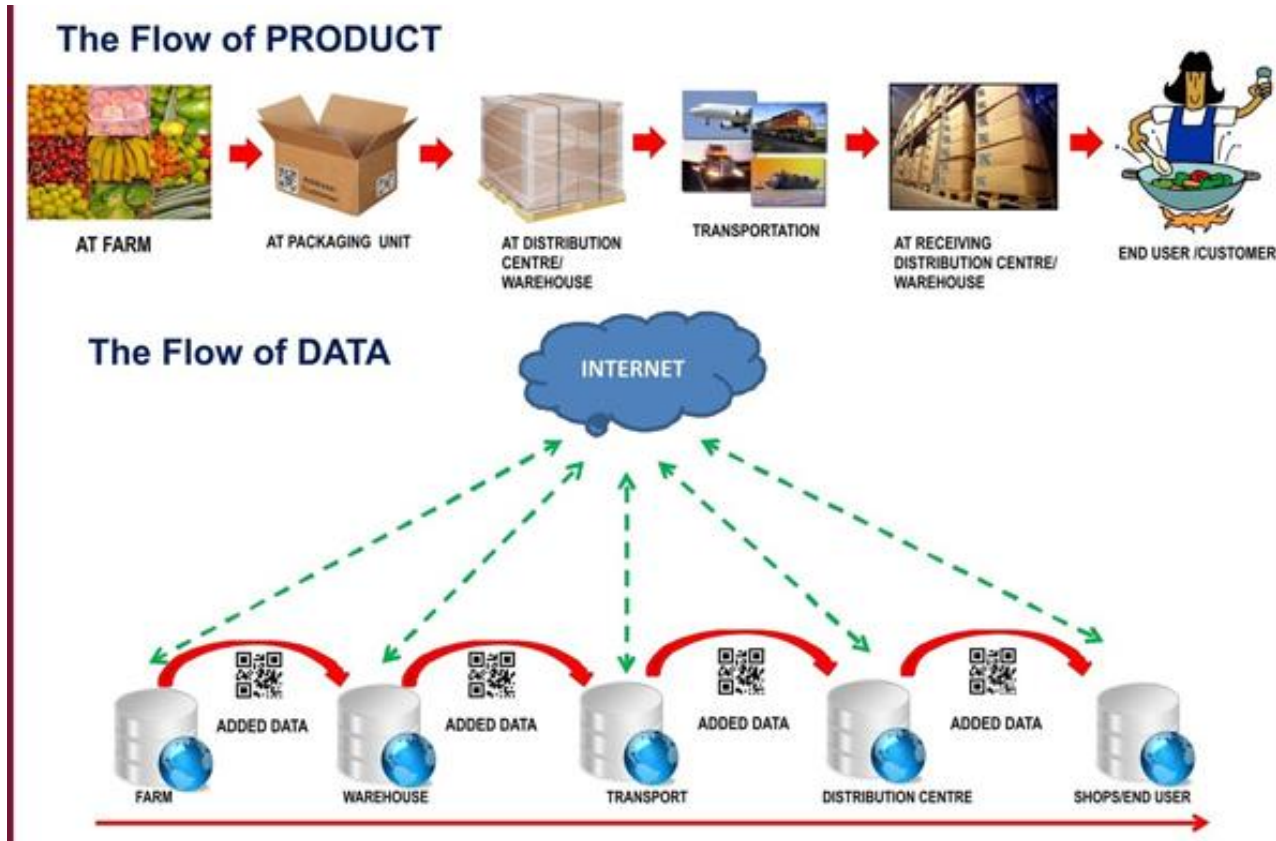 The Flow of PRODUCT
AT FARM
AT PACKAGING UNIT
AT DISTRIBUTION
CENTRE/
WAREHOUSE
TRANSPORTATION
AT RECEIVING
DISTRIBUTION CENTRE/
WAREHOUSE
END USER /CUSTOMER
The Flow of DATA
INTERNET
ADDED DATA
ADDED DATA
ADDED DATA
ADDED DATA
FARM
WAREHOUSE
TRANSPORT
DISTRIBUTION CENTRE
SHOPS/END USER